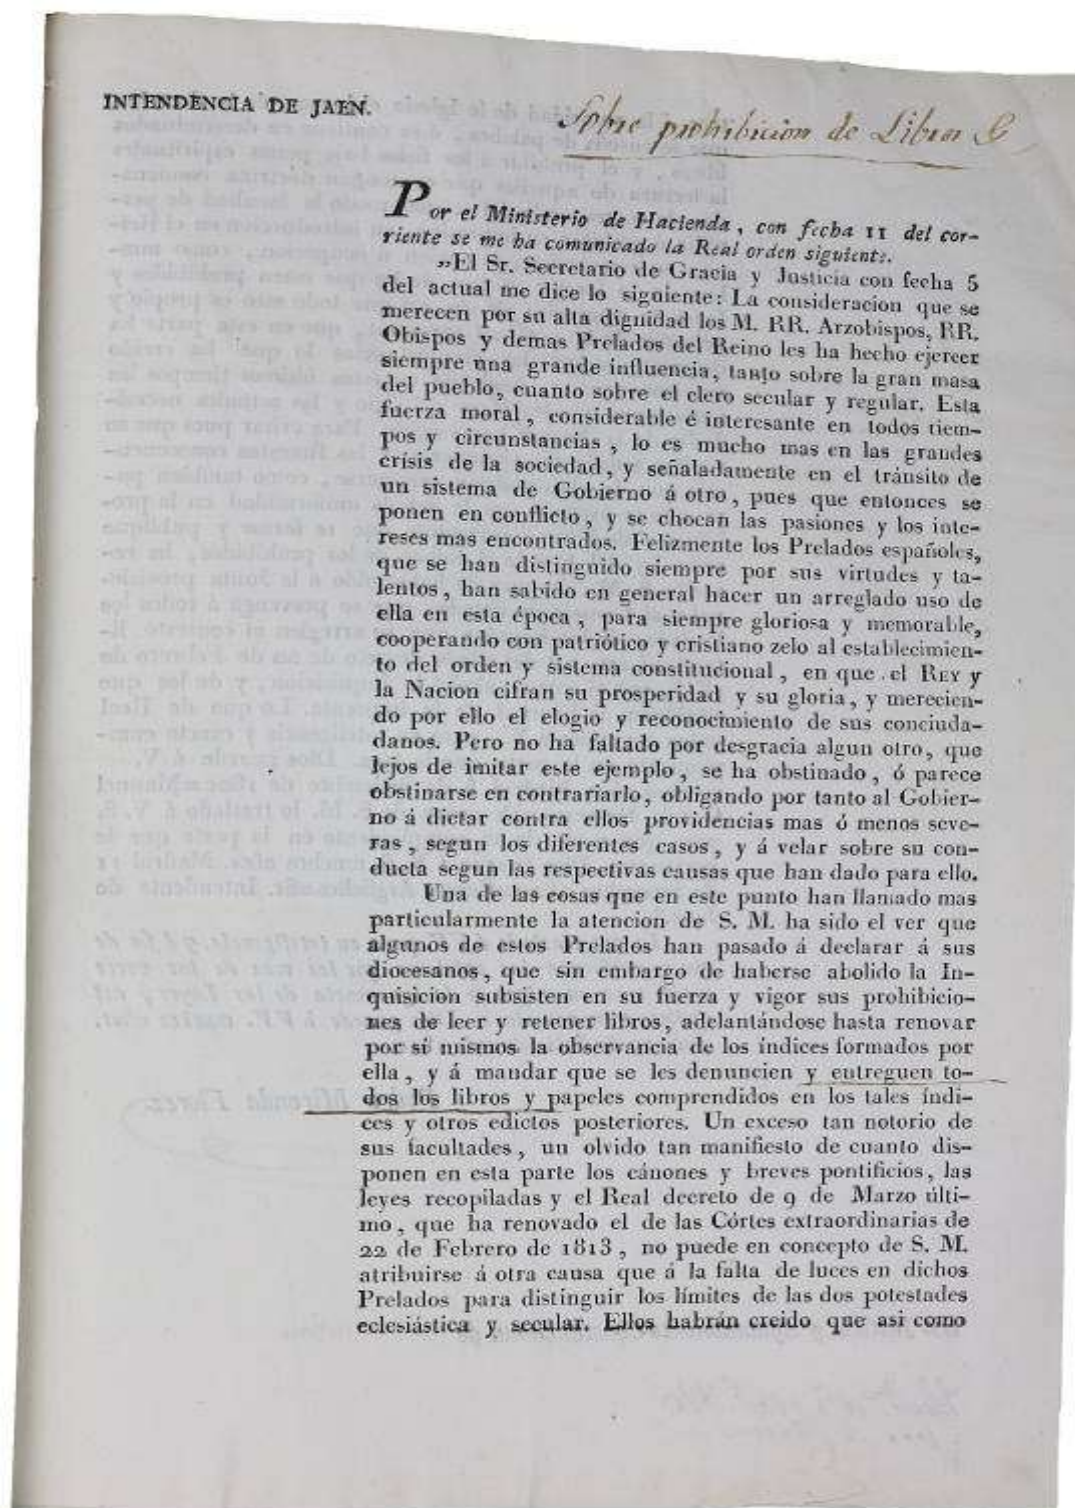 INTENDENCIA DE JAEN.
Sobre prohibicion de Libros &
Por el Ministerio de Hacienda, con fecha 11 del cor-
riente se me ha comunicado la Real orden siguiente.
„El Sr. Secretario de Gracia y Justicia con fecha 5
del actual me dice lo siguiente: La consideracion que se
merecen por su alta dignidad los M. RR. Arzobispos, RR.
Obispos y demas Prelados del Reino les ha hecho ejercer
siempre una grande influencia, tanto sobre la gran masa
del pueblo, cuanto sobre el clero secular y regular. Esta
fuerza moral, considerable é interesante en todos tiem-
pos y circunstancias, lo es mucho mas en las grandes
crísis de la sociedad, y señaladamente en el tránsito de
un sistema de Gobierno á otro, pues que entonces se
ponen en conflicto, y se chocan las pasiones y los inte-
reses mas encontrados. Felizmente los Prelados españoles,
que se han distinguido siempre por sus virtudes y ta-
lentos, han sabido en general hacer un arreglado uso de
ella en esta época, para siempre gloriosa y memorable,
cooperando con patriótico y cristiano zelo al establecimien-
to del orden y sistema constitucional, en que el REY y
la Nacion cifran su prosperidad y su gloria, y merecien-
do por ello el elogio y reconocimiento de sus conciuda-
danos. Pero no ha faltado por desgracia algun otro, que
lejos de imitar este ejemplo, se ha obstinado, ó parece
obstinarse en contrariarlo, obligando por tanto al Gobier-
no á dictar contra ellos providencias mas ó menos seve-
ras, segun los diferentes casos, y á velar sobre su con-
ducta segun las respectivas causas que han dado para ello.
Una de las cosas que en este punto han llamado mas
particularmente la atencion de S. M. ha sido el ver que
algunos de estos Prelados han pasado á declarar á sus
diocesanos, que sin embargo de haberse abolido la In-
quisicion subsisten en su fuerza y vigor sus prohibicio-
nes de leer y retener libros, adelantándose hasta renovar
por sí mismos la observancia de los índices formados por
ella, y á mandar que se les denuncien y entreguen to-
dos los libros y papeles comprendidos en los tales índi-
ces y otros edictos posteriores. Un exceso tan notorio de
sus facultades, un olvido tan manifiesto de cuanto dis-
ponen en esta parte los cánones y breves pontificios, las
leyes recopiladas y el Real decreto de 9 de Marzo últi-
mo, que ha renovado el de las Córtes extraordinarias de
22 de Febrero de 1813, no puede en concepto de S. M.
atribuirse á otra causa que á la falta de luces en dichos
Prelados para distinguir los límites de las dos potestades
eclesiástica y secular. Ellos habrán creido que asi como